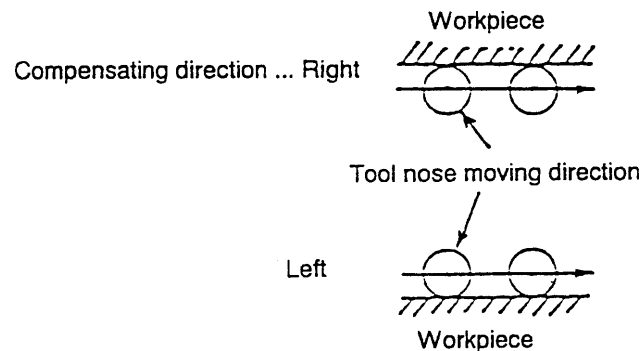 Workpiece
Compensating direction ... Right
Tool nose moving direction
Left
Workpiece